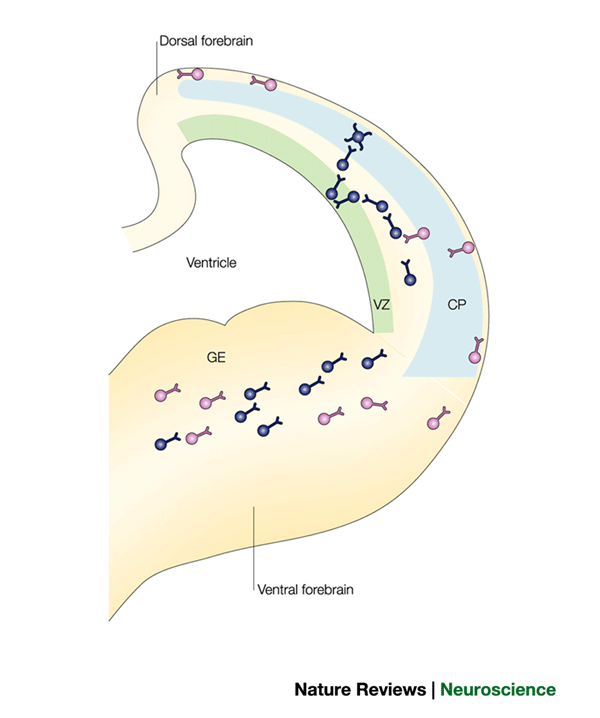 Dorsal forebrain
Ventricle
VZ
CP
GE
Ventral forebrain
Nature Reviews | Neuroscience